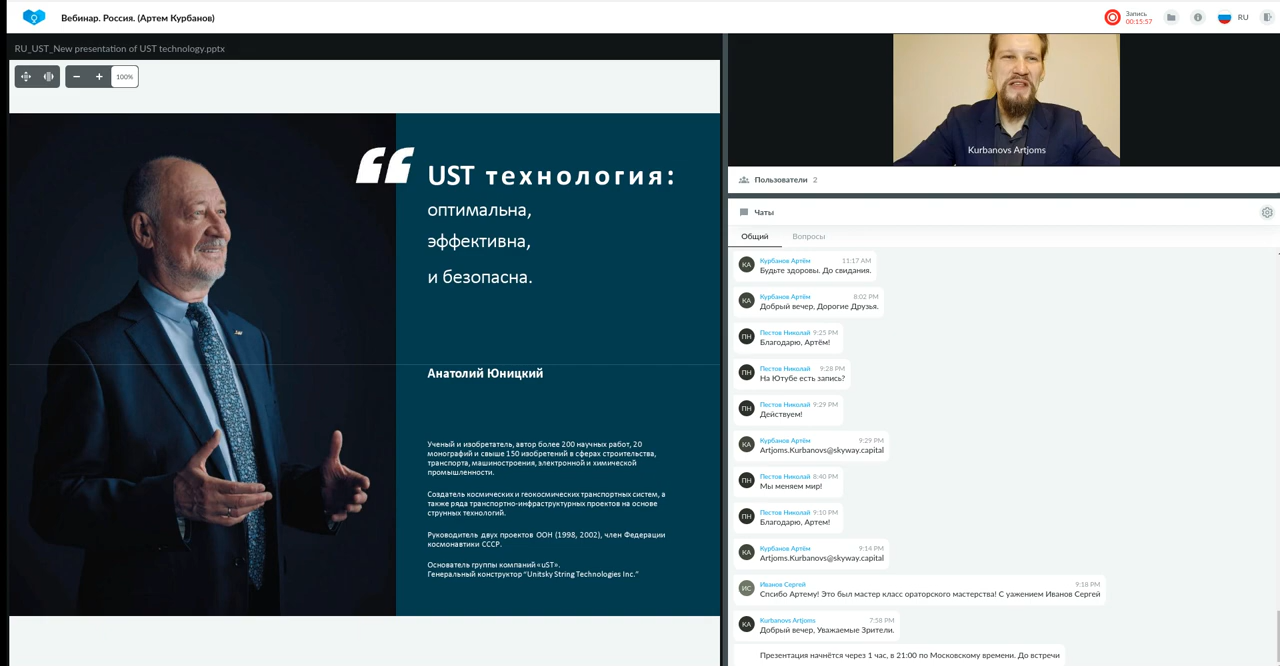 Вебинар. Россия. (Артем Курбанов)
Запись
00:15:57
RU
RU_UST_New presentation of UST technology.pptx
100%
UST технология:
оптимальна,
эффективна,
и безопасна.
Анатолий Юницкий
Ученый и изобретатель, автор более 200 научных работ, 20
монографий и свыше 150 изобретений в сферах строительства,
транспорта, машиностроения, электронной и химической
промышленности.
Создатель космических и геокосмических транспортных систем, а
также ряда транспортно-инфраструктурных проектов на основе
струнных технологий.
Руководитель двух проектов ООН (1998, 2002), член Федерации
космонавтики СССР.
Основатель группы компаний «uST».
Генеральный конструктор “Unitsky String Technologies Inc.”
Kurbanovs Artjoms
Пользователи 2
Чаты
Общий Вопросы
КА Курбанов Артём 11:17 AM
Будьте здоровы. До свидания.
КА Курбанов Артём 8:02 PM
Добрый вечер, Дорогие Друзья.
ПН Пестов Николай 9:25 PM
Благодарю, Артём!
ПН Пестов Николай 9:28 PM
На Ютубе есть запись?
ПН Пестов Николай 9:29 PM
Действуем!
КА Курбанов Артём 9:29 PM
Artjoms.Kurbanovs@skyway.capital
ПН Пестов Николай 8:40 PM
Мы меняем мир!
ПН Пестов Николай 9:10 PM
Благодарю, Артем!
КА Курбанов Артём 9:14 PM
Artjoms.Kurbanovs@skyway.capital
ИС Иванов Сергей 9:18 PM
Спсибо Артему! Это был мастер класс ораторского мастерства! С уажением Иванов Сергей
КА Kurbanovs Artjoms 7:58 PM
Добрый вечер, Уважаемые Зрители.
Презентация начнётся через 1 час, в 21:00 по Московскому времени. До встречи